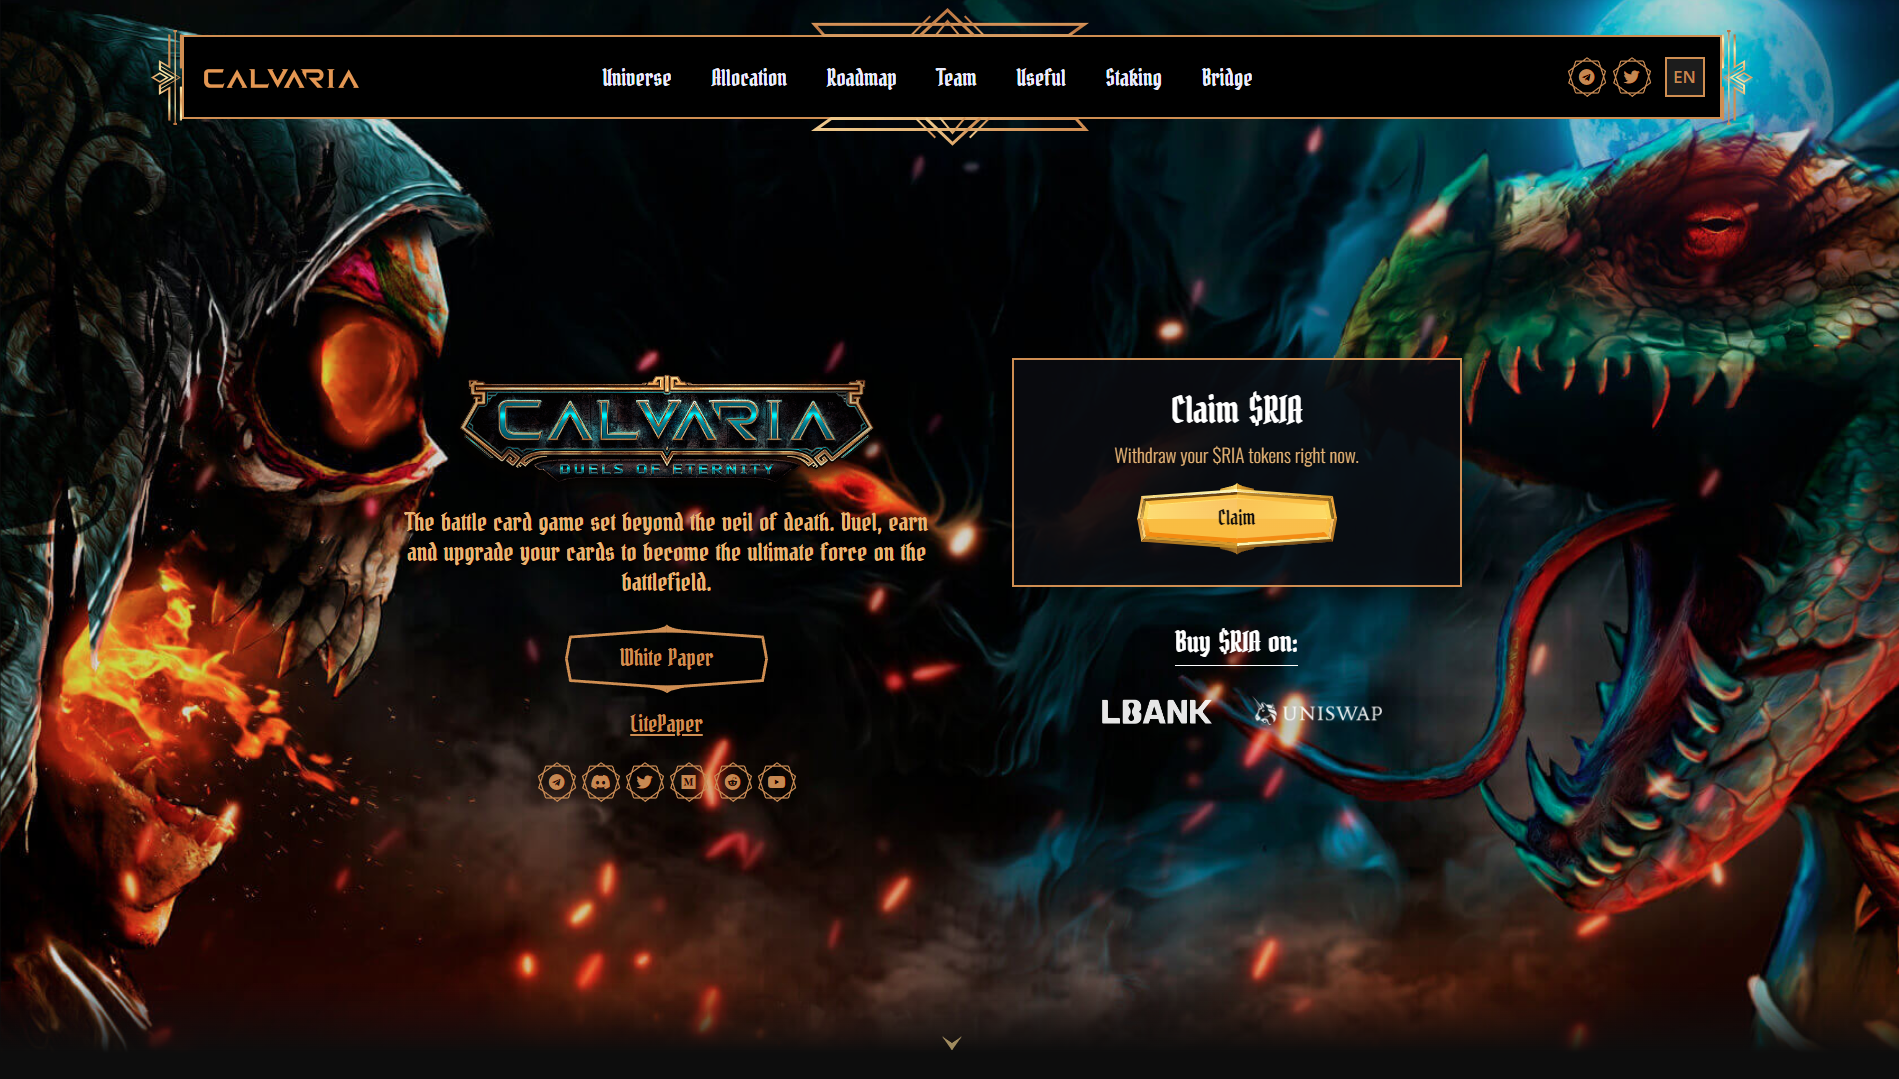 CALVARIA
Universe
Allocation
Roadmap
Team
Useful
Staking
Bridge
EN
CALVARIA
DUELS OF ETERNITY
The battle card game set beyond the veil of death. Duel, earn
and upgrade your cards to become the ultimate force on the
battlefield.
White Paper
LitePaper
Claim $RIA
Withdraw your $RIA tokens right now.
Claim
Buy $RIA on:
LBANK
UNISWAP